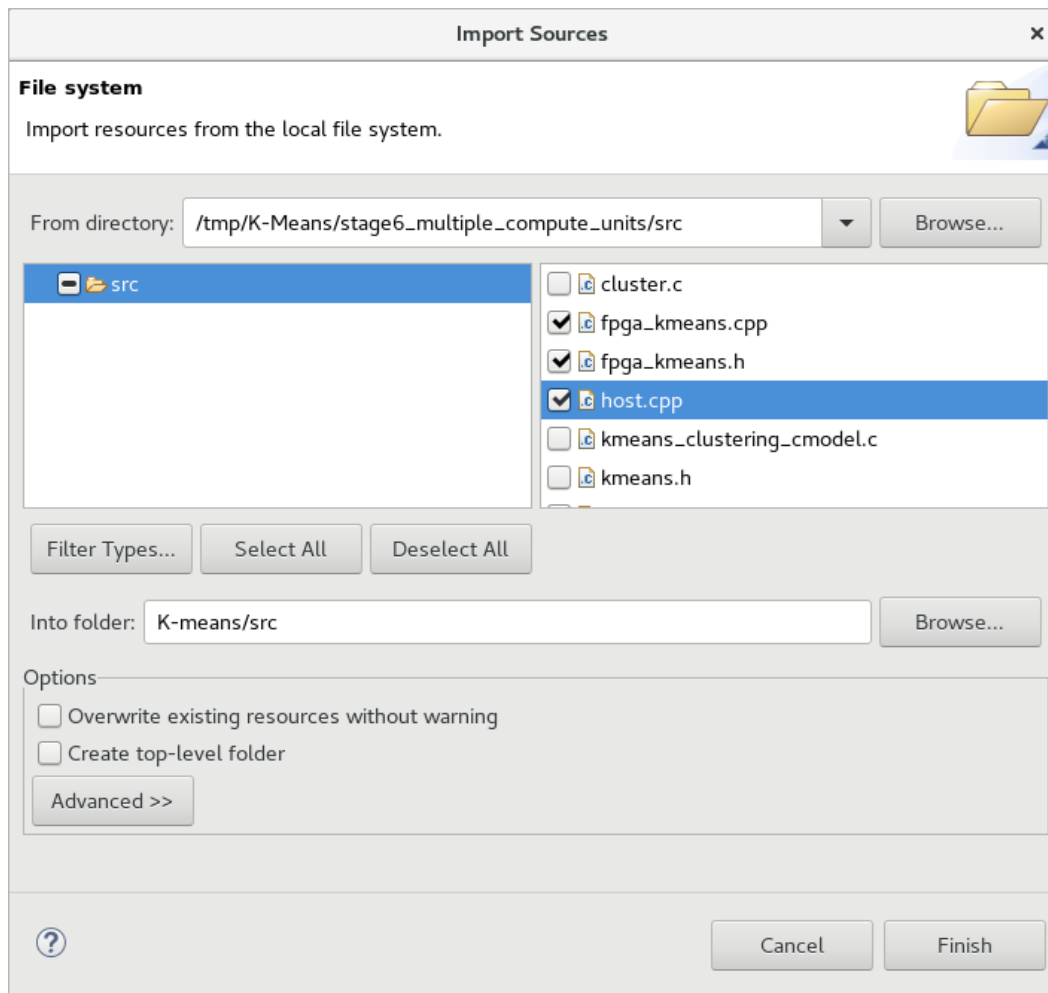 Import Sources ×
File system
Import resources from the local file system.
From directory: /tmp/K-Means/stage6_multiple_compute_units/src Browse...
src
cluster.c
fpga_kmeans.cpp
fpga_kmeans.h
host.cpp
kmeans_clustering_cmodel.c
kmeans.h
Filter Types... Select All Deselect All
Into folder: K-means/src Browse...
Options
Overwrite existing resources without warning
Create top-level folder
Advanced >>
? Cancel Finish